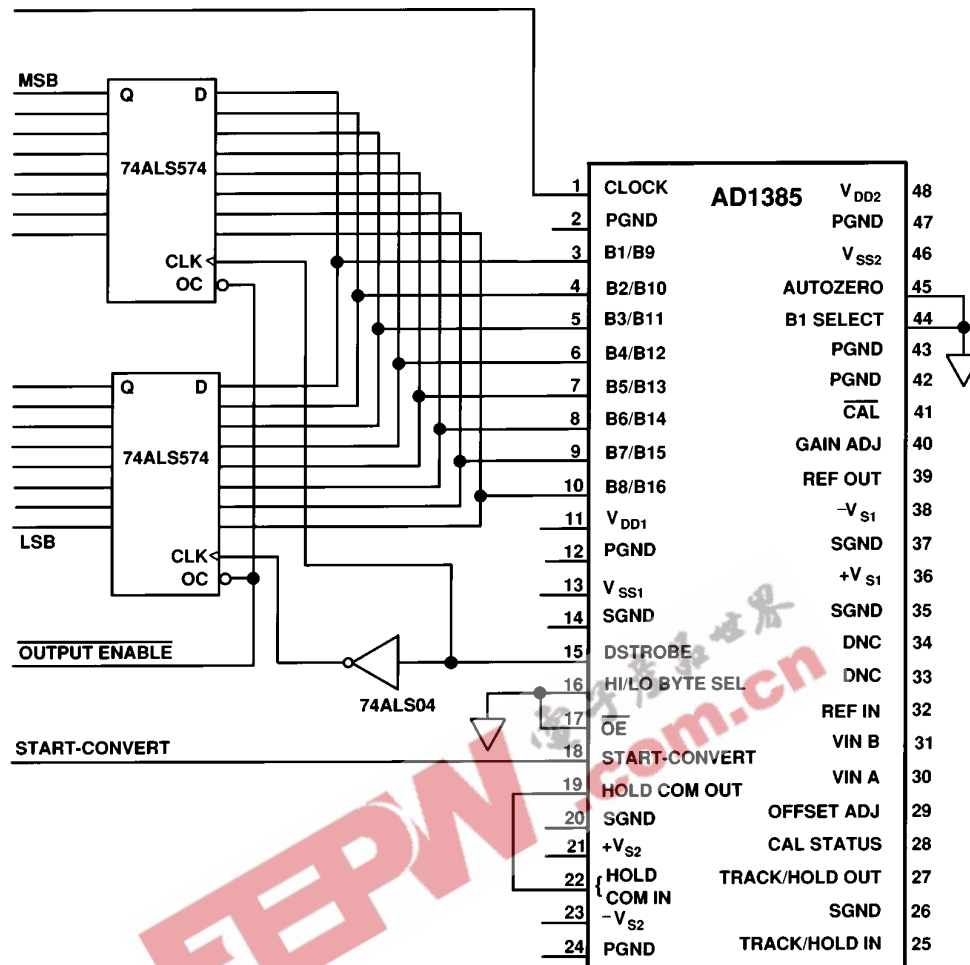 MSB
Q D
74ALS574
CLK
OC
Q D
74ALS574
LSB
CLK
OC
OUTPUT ENABLE
74ALS04
START-CONVERT
AD1385
1 CLOCK
2 PGND
3 B1/B9
4 B2/B10
5 B3/B11
6 B4/B12
7 B5/B13
8 B6/B14
9 B7/B15
10 B8/B16
11 VDD1
12 PGND
13 VSS1
14 SGND
15 DSTROBE
16 HI/LO BYTE SEL
17 OE
18 START-CONVERT
19 HOLD COM OUT
20 SGND
21 +VS2
22 { HOLD
COM IN
23 −VS2
24 PGND
VDD2 48
PGND 47
VSS2 46
AUTOZERO 45
B1 SELECT 44
PGND 43
PGND 42
CAL 41
GAIN ADJ 40
REF OUT 39
−VS1 38
SGND 37
+VS1 36
SGND 35
DNC 34
DNC 33
REF IN 32
VIN B 31
VIN A 30
OFFSET ADJ 29
CAL STATUS 28
TRACK/HOLD OUT 27
SGND 26
TRACK/HOLD IN 25
EEPW.com.cn
电子产品世界